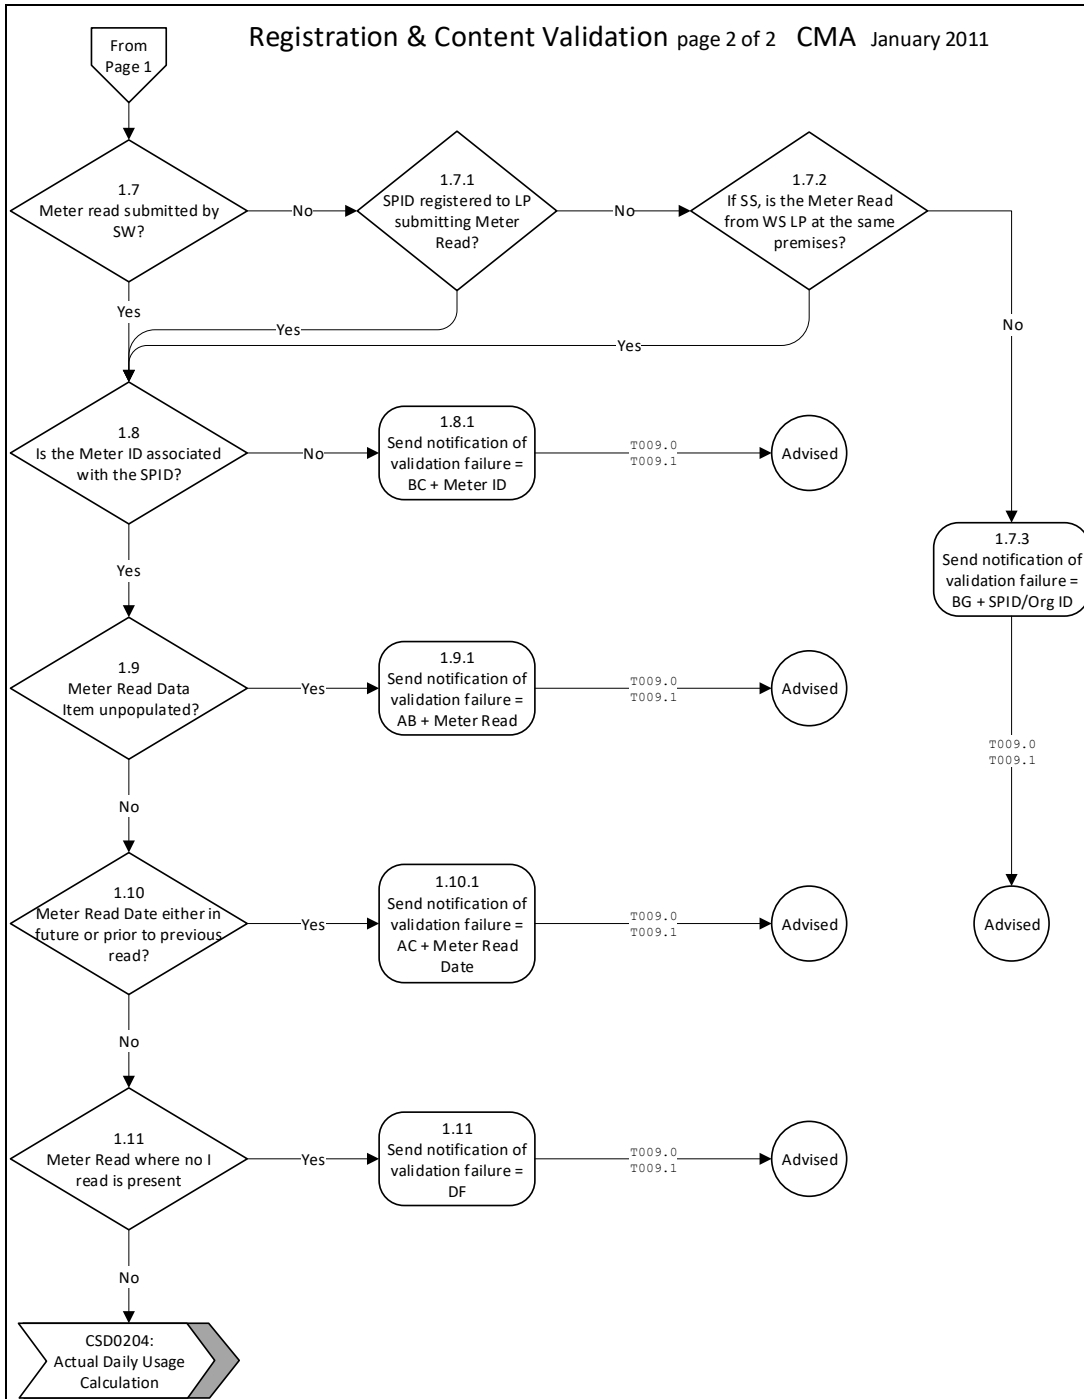 Registration & Content Validation page 2 of 2 CMA January 2011
From
Page 1
1.7
Meter read submitted by
SW?
No
1.7.1
SPID registered to LP
submitting Meter
Read?
No
1.7.2
If SS, is the Meter Read
from WS LP at the same
premises?
Yes
Yes
Yes
No
1.8
Is the Meter ID associated
with the SPID?
No
1.8.1
Send notification of
validation failure =
BC + Meter ID
T009.0
T009.1
Advised
Yes
1.7.3
Send notification of
validation failure =
BG + SPID/Org ID
T009.0
T009.1
Advised
1.9
Meter Read Data
Item unpopulated?
Yes
1.9.1
Send notification of
validation failure =
AB + Meter Read
T009.0
T009.1
Advised
No
1.10
Meter Read Date either in
future or prior to previous
read?
Yes
1.10.1
Send notification of
validation failure =
AC + Meter Read
Date
T009.0
T009.1
Advised
No
1.11
Meter Read where no I
read is present
Yes
1.11
Send notification of
validation failure =
DF
T009.0
T009.1
Advised
No
CSD0204:
Actual Daily Usage
Calculation